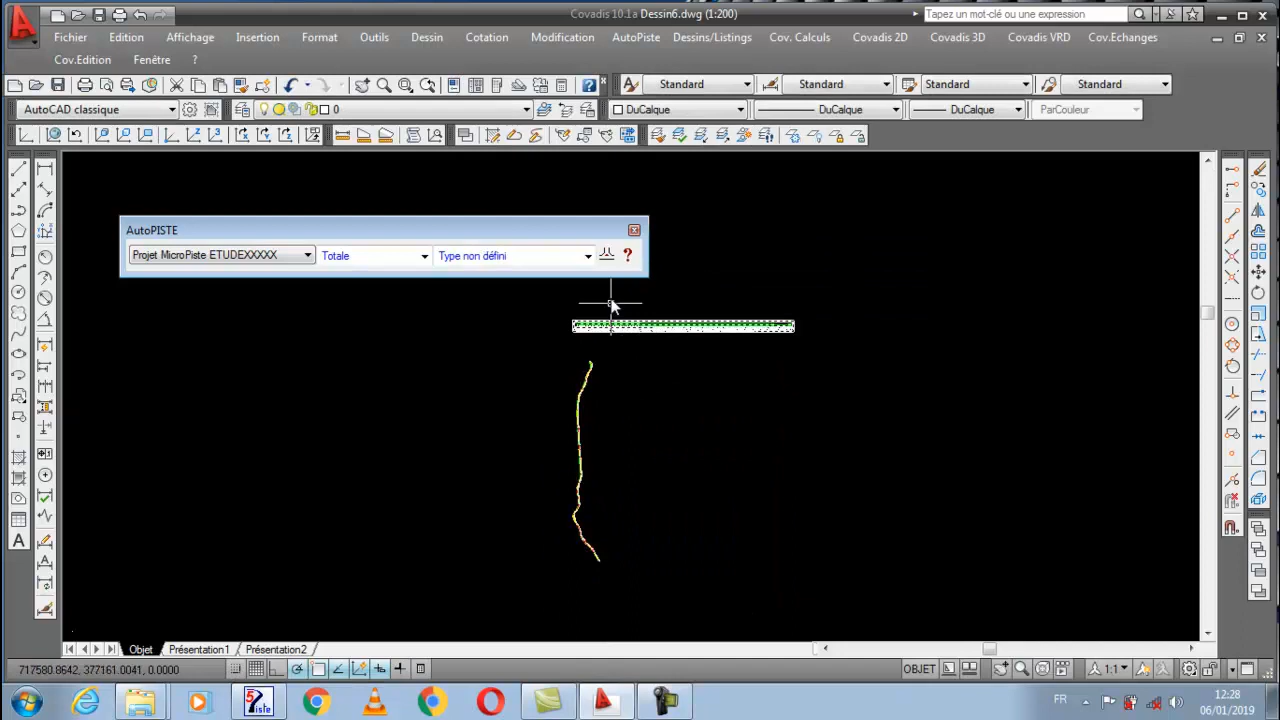 Covadis 10.1a Dessin6.dwg (1:200)
Tapez un mot-clé ou une expression
Fichier Edition Affichage Insertion Format Outils Dessin Cotation Modification AutoPiste Dessins/Listing Cov. Calculs Covadis 2D Covadis 3D Covadis VRD Cov.Echanges
Cov.Edition Fenêtre ?
Standard Standard Standard Standard
AutoCAD classique 0 DuCalque DuCalque DuCalque ParCouleur
AutoPISTE
Projet MicroPiste ETUDEXXXXX Totale Type non défini ?
Objet Présentation1 Présentation2
717580.8642, 377161.0041, 0.0000 OBJET 1:1
FR 12:28
06/01/2019